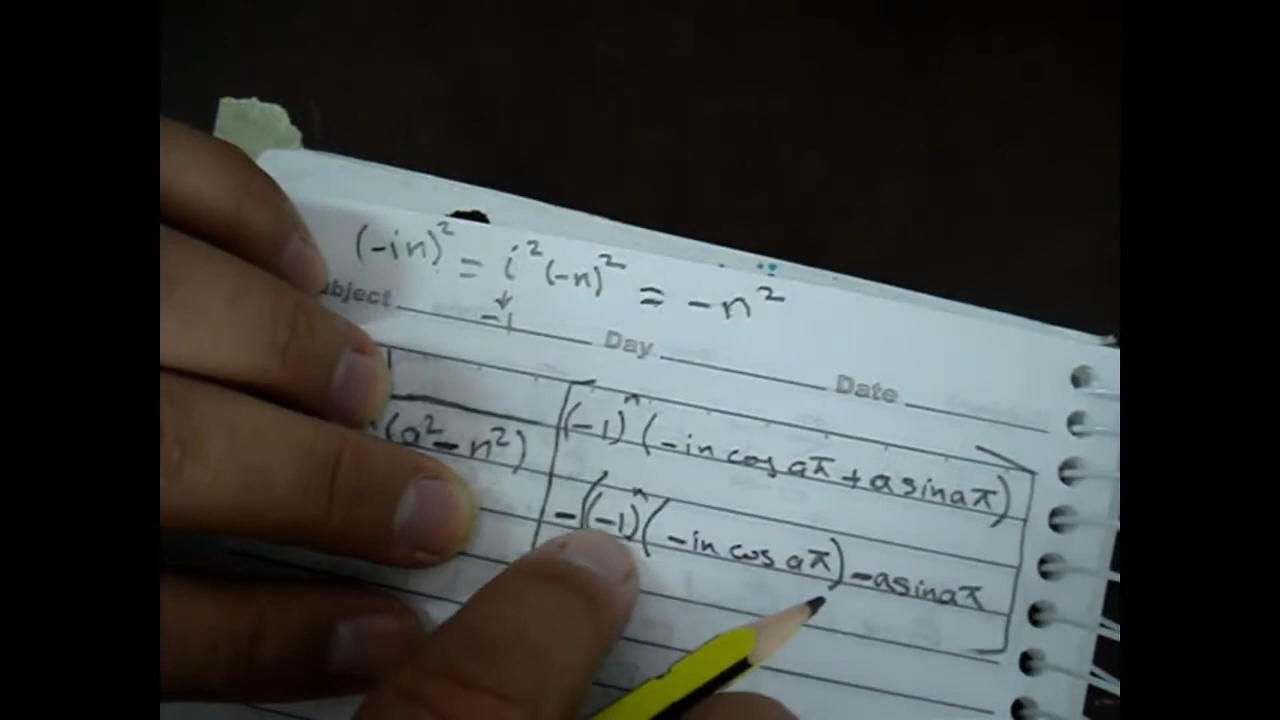 (-in)² = i²(-n)² = -n²
↓
-1
ubject Day Date
(a²-n²) [(-1)ⁿ(-in cos aπ + a sin aπ)
-((-1)ⁿ(-in cos aπ) - a sin aπ]